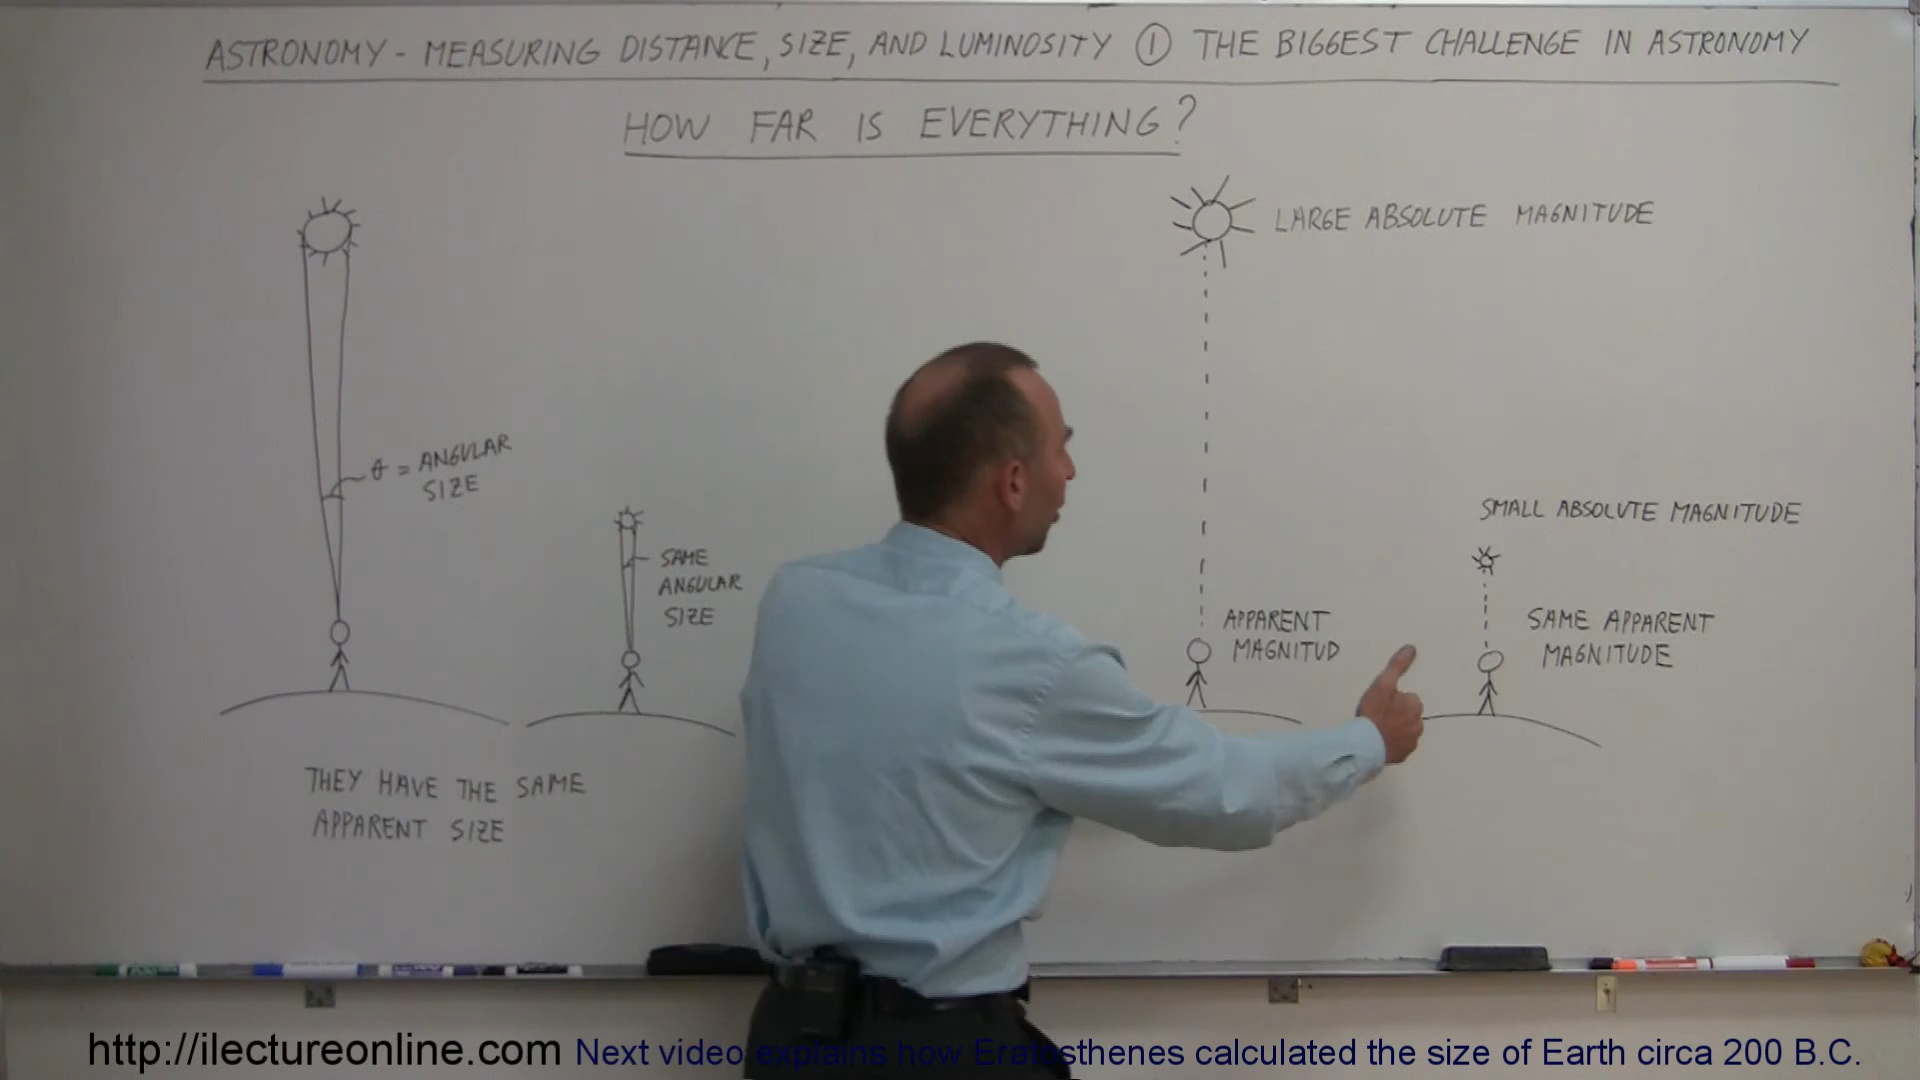 ASTRONOMY - MEASURING DISTANCE, SIZE, AND LUMINOSITY ① THE BIGGEST CHALLENGE IN ASTRONOMY
HOW FAR IS EVERYTHING?
LARGE ABSOLUTE MAGNITUDE
θ = ANGULAR
SIZE
SMALL ABSOLUTE MAGNITUDE
SAME
ANGULAR
SIZE
APPARENT
MAGNITUD
SAME APPARENT
MAGNITUDE
THEY HAVE THE SAME
APPARENT SIZE
http://ilectureonline.com Next video explains how Eratosthenes calculated the size of Earth circa 200 B.C.